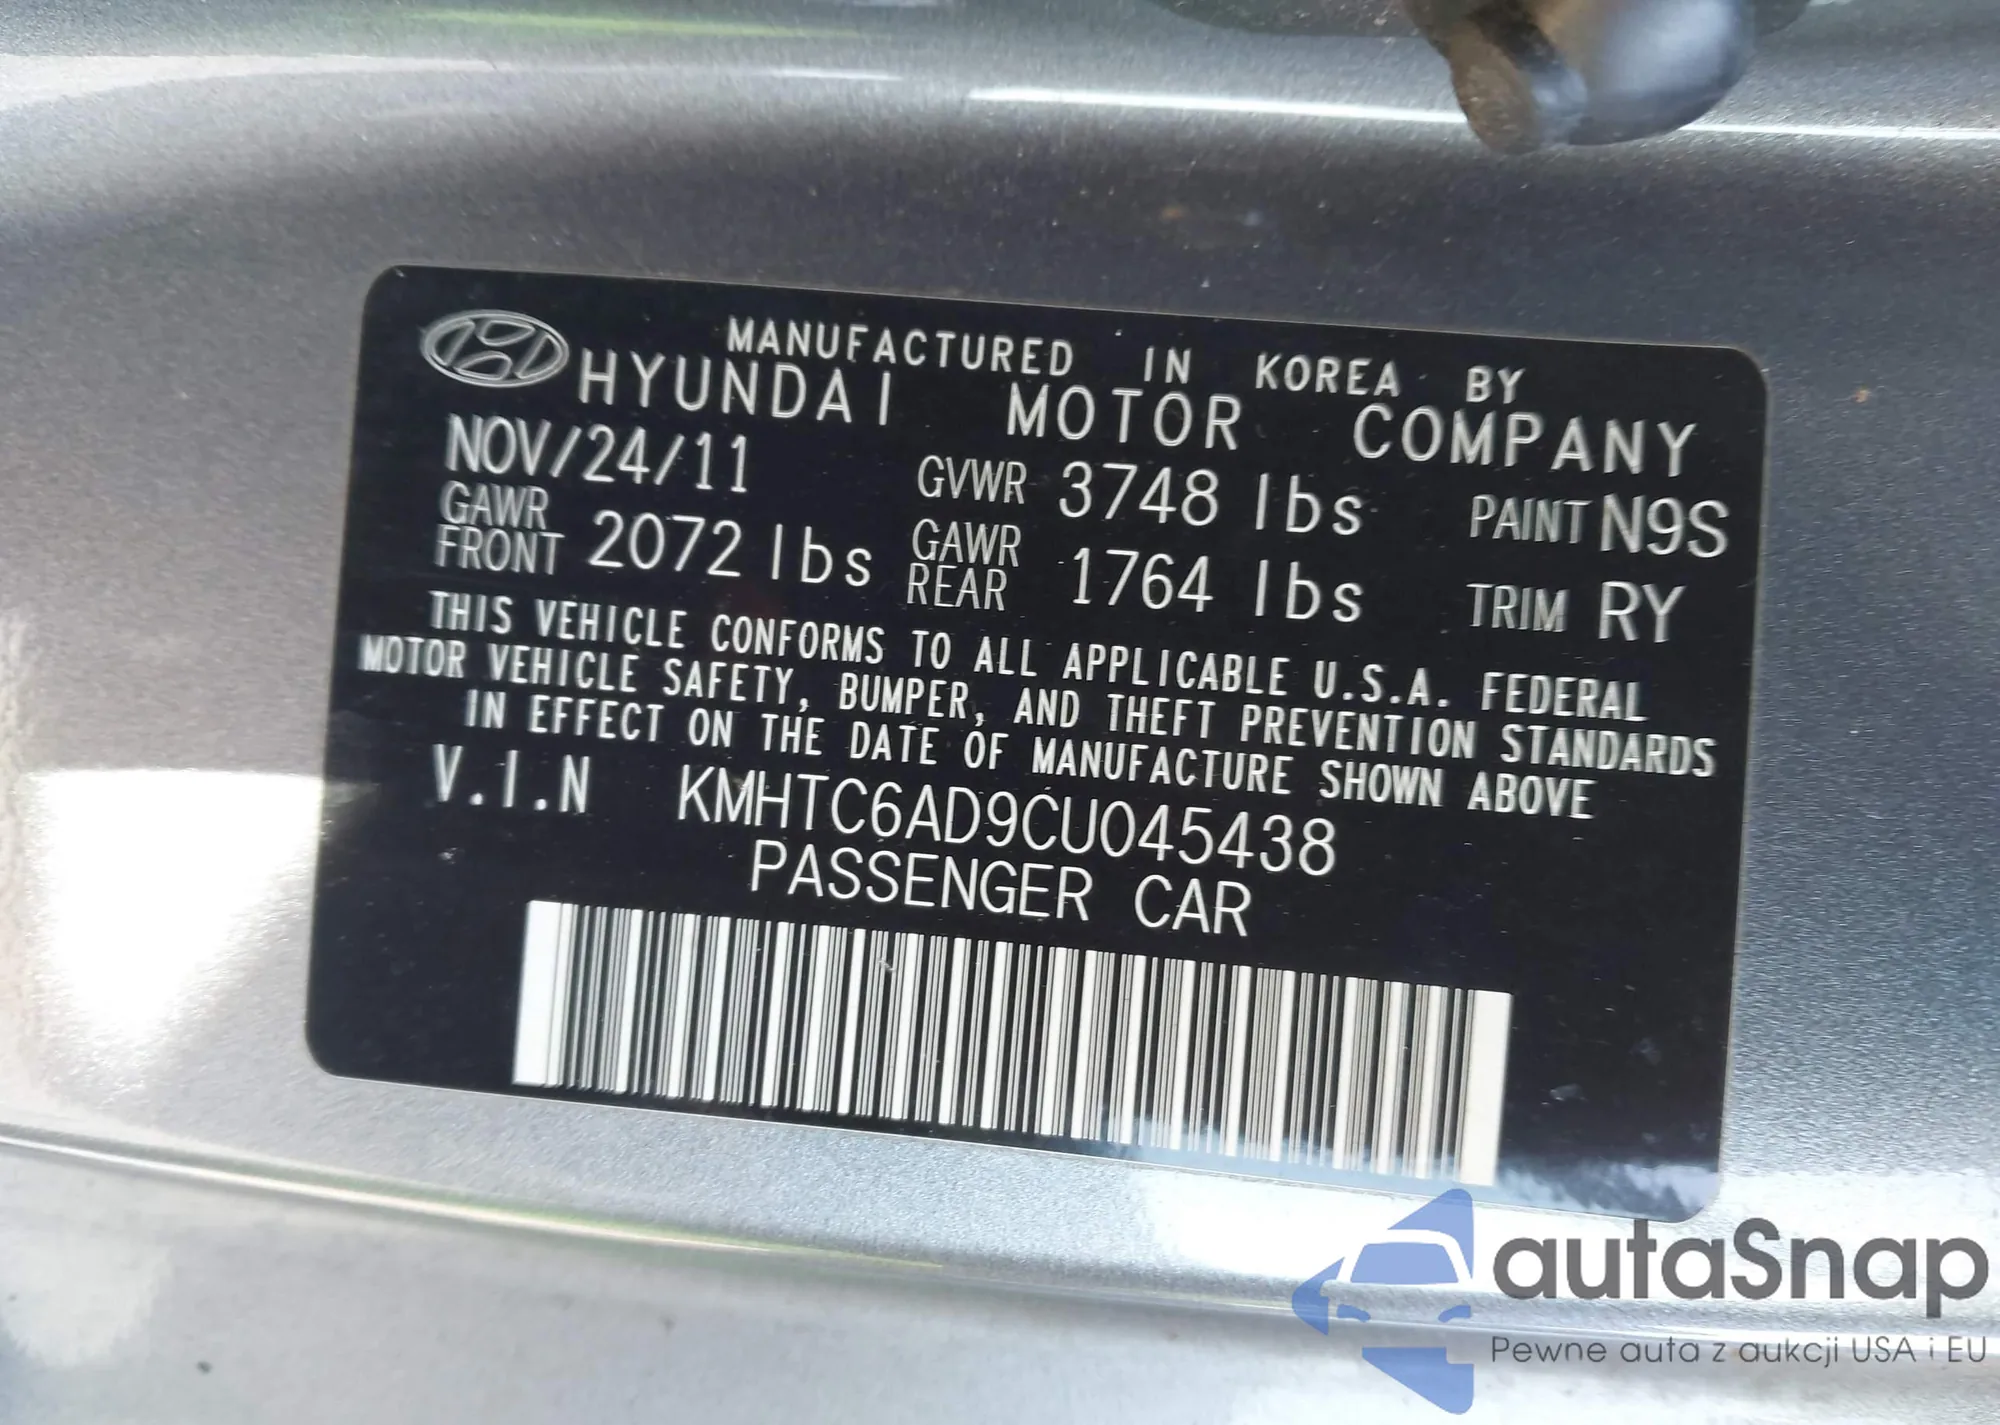 MANUFACTURED IN KOREA BY
HYUNDAI MOTOR COMPANY
NOV/24/11 GVWR 3748 lbs PAINT N9S
GAWR FRONT 2072 lbs GAWR REAR 1764 lbs TRIM RY
THIS VEHICLE CONFORMS TO ALL APPLICABLE U.S.A. FEDERAL
MOTOR VEHICLE SAFETY, BUMPER, AND THEFT PREVENTION STANDARDS
IN EFFECT ON THE DATE OF MANUFACTURE SHOWN ABOVE
V.I.N KMHTC6AD9CU045438
PASSENGER CAR
autaSnap
Pewne auta z aukcji USA i EU